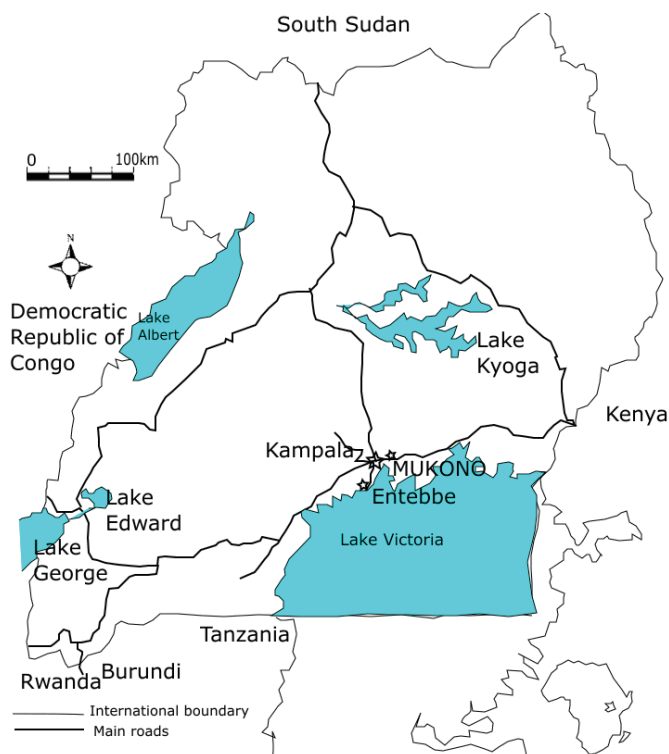 South Sudan
0 100km
N
Democratic
Republic of
Congo
Lake
Albert
Lake
Kyoga
Kenya
Kampala
MUKONO
Entebbe
Lake
Edward
Lake
George
Lake Victoria
Tanzania
Rwanda
Burundi
International boundary
Main roads